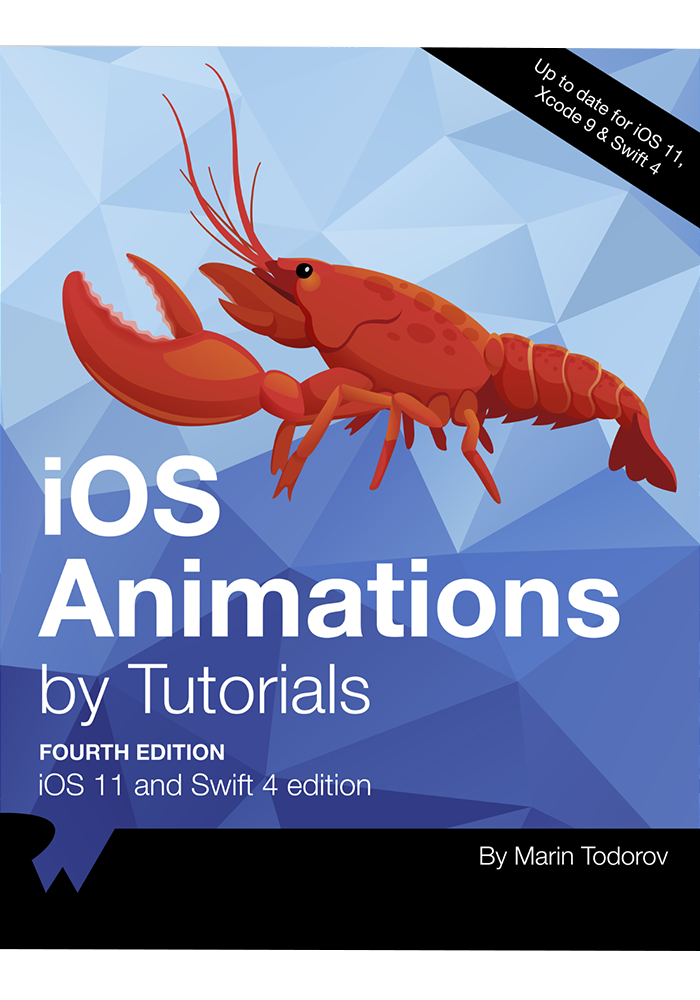 Up to date for iOS 11,
Xcode 9 & Swift 4
iOS
Animations
by Tutorials
FOURTH EDITION
iOS 11 and Swift 4 edition
By Marin Todorov